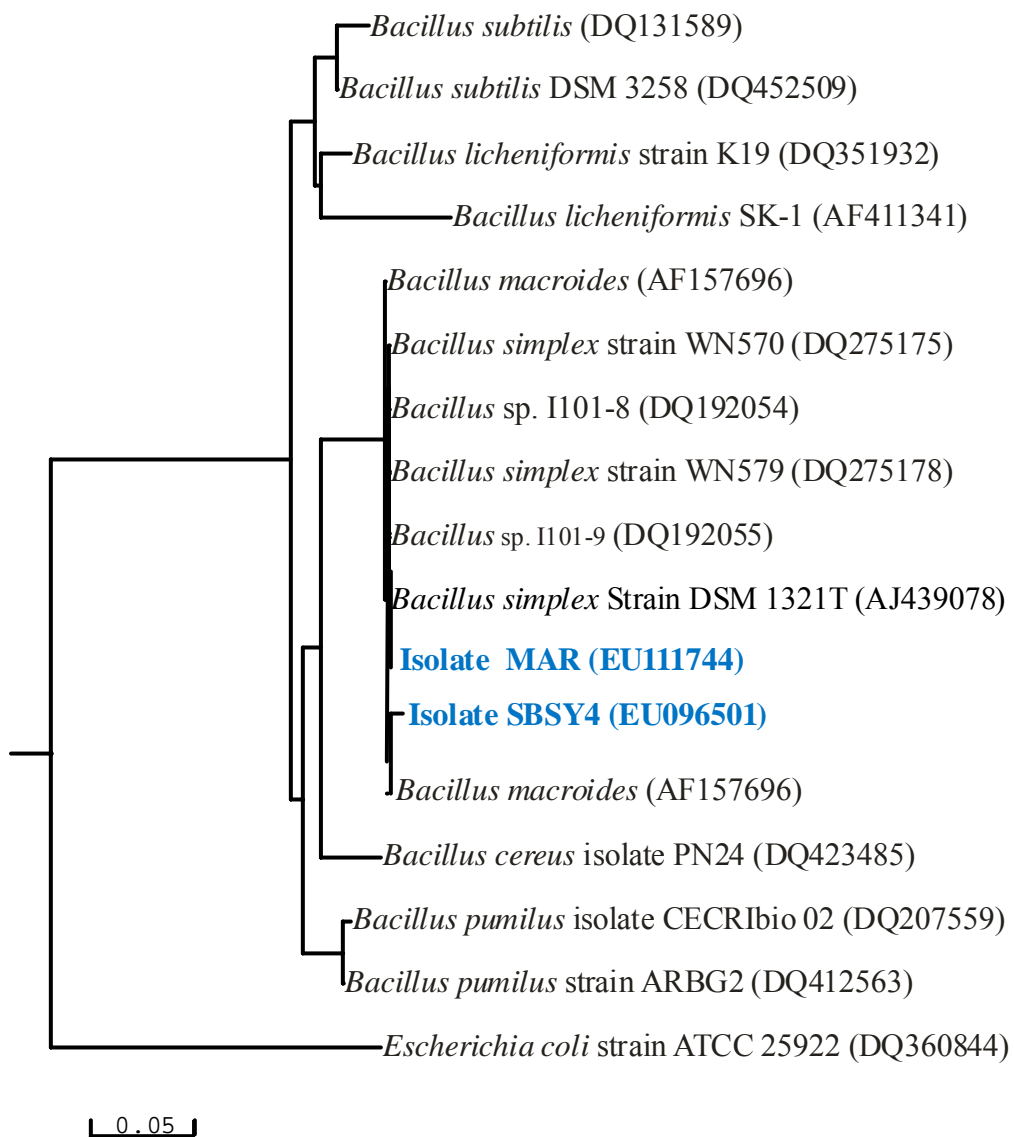 Bacillus subtilis (DQ131589)
Bacillus subtilis DSM 3258 (DQ452509)
Bacillus licheniformis strain K19 (DQ351932)
Bacillus licheniformis SK-1 (AF411341)
Bacillus macroides (AF157696)
Bacillus simplex strain WN570 (DQ275175)
Bacillus sp. I101-8 (DQ192054)
Bacillus simplex strain WN579 (DQ275178)
Bacillus sp. I101-9 (DQ192055)
Bacillus simplex Strain DSM 1321T (AJ439078)
Isolate MAR (EU111744)
Isolate SBSY4 (EU096501)
Bacillus macroides (AF157696)
Bacillus cereus isolate PN24 (DQ423485)
Bacillus pumilus isolate CECRIbio 02 (DQ207559)
Bacillus pumilus strain ARBG2 (DQ412563)
Escherichia coli strain ATCC 25922 (DQ360844)
0.05